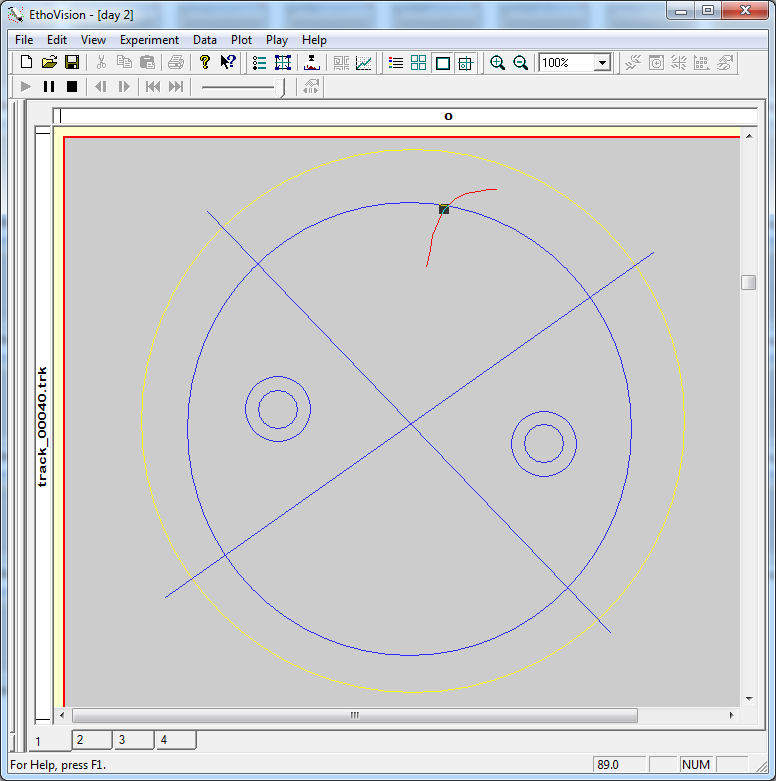 EthoVision - [day 2]
File Edit View Experiment Data Plot Play Help
100%
o
track_00040.trk
1 2 3 4
For Help, press F1.
89.0
NUM